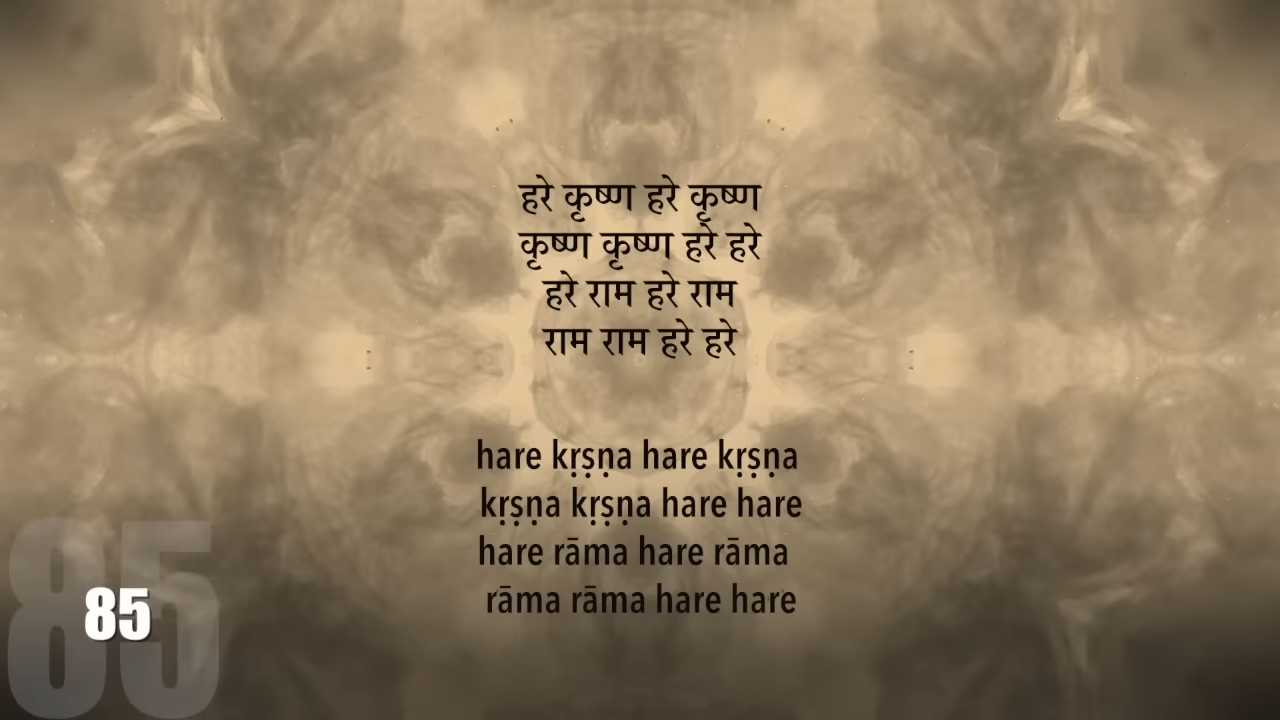 हरे कृष्ण हरे कृष्ण
कृष्ण कृष्ण हरे हरे
हरे राम हरे राम
राम राम हरे हरे
hare kṛṣṇa hare kṛṣṇa
kṛṣṇa kṛṣṇa hare hare
hare rāma hare rāma
rāma rāma hare hare
85
85